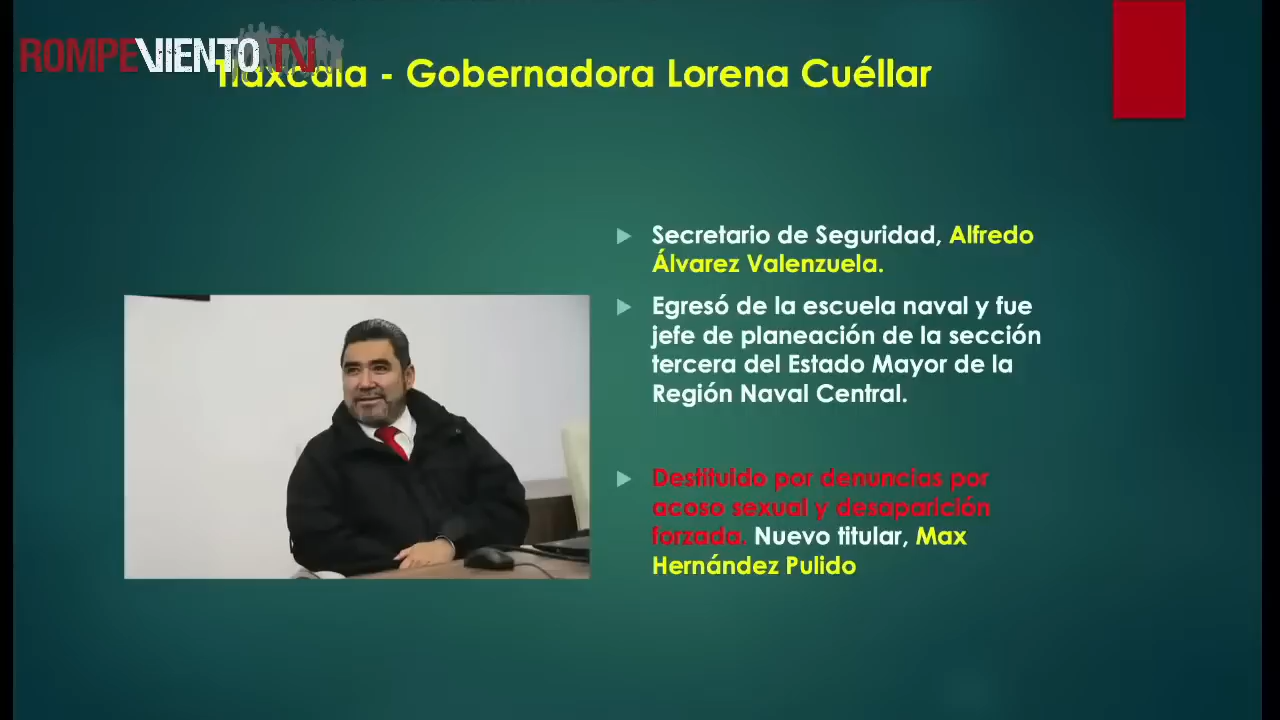 ROMPEVIENTO TV
Tlaxcala - Gobernadora Lorena Cuéllar
Secretario de Seguridad, Alfredo
Álvarez Valenzuela.
Egresó de la escuela naval y fue
jefe de planeación de la sección
tercera del Estado Mayor de la
Región Naval Central.
Destituido por denuncias por
acoso sexual y desaparición
forzada. Nuevo titular, Max
Hernández Pulido